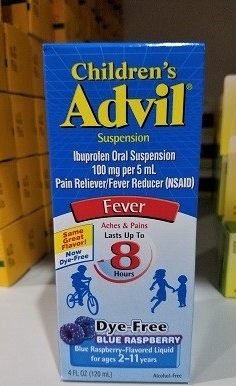 Children's
Advil®
Suspension
Ibuprofen Oral Suspension
100 mg per 5 mL
Pain Reliever/Fever Reducer (NSAID)
Fever
Aches & Pains
Lasts Up To
8
Hours
Same
Great
Flavor!
Now
Dye-Free
Dye-Free
BLUE RASPBERRY
Blue Raspberry-Flavored Liquid
for ages 2-11 years
4 FL OZ (120 mL)
Alcohol-Free